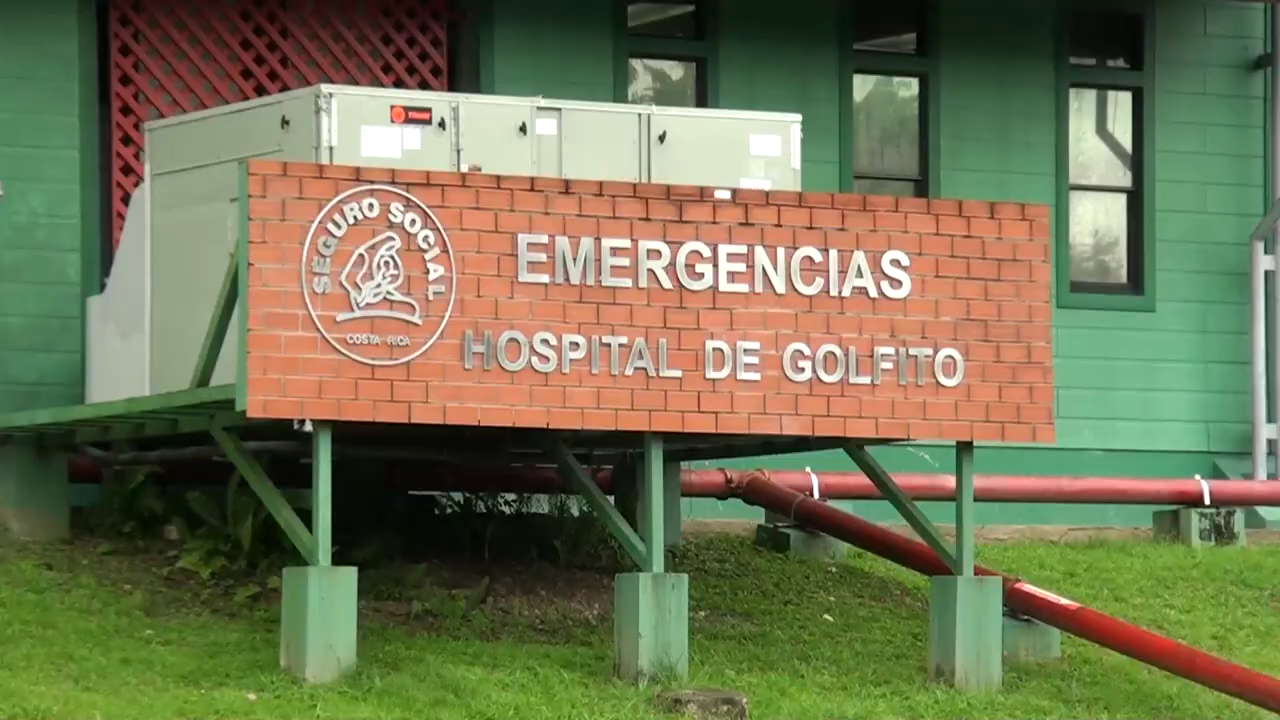 SEGURO SOCIAL
COSTA RICA
EMERGENCIAS
HOSPITAL DE GOLFITO